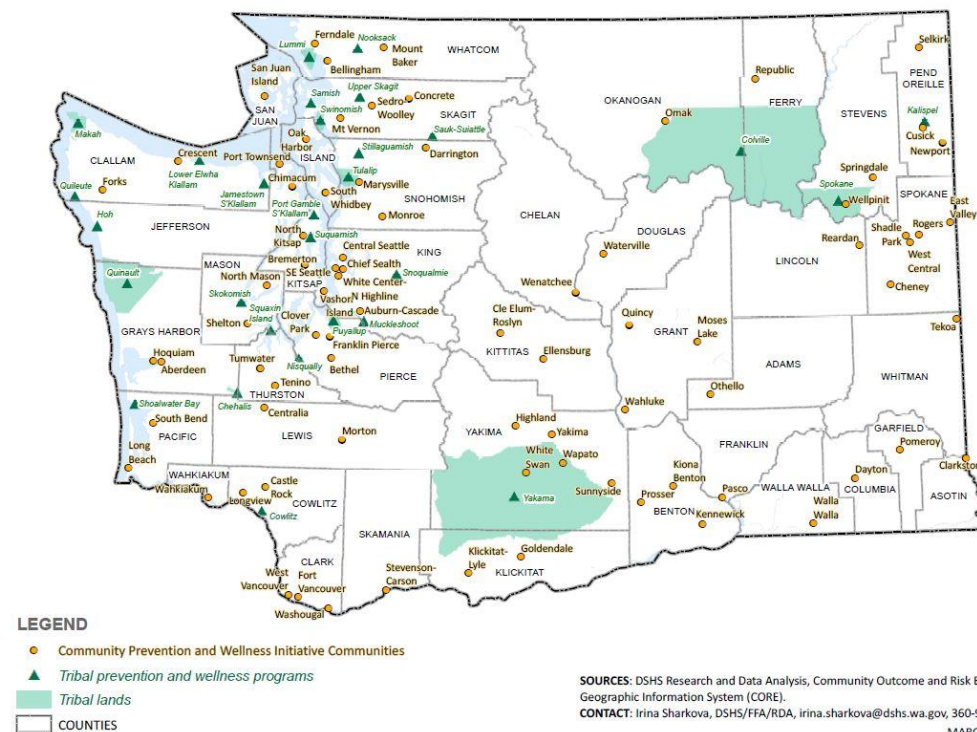 Ferndale
Nooksack
Lummi
Mount
Baker
WHATCOM
Bellingham
San Juan
Island
SAN
JUAN
Samish
Upper Skagit
Concrete
Sedro-
Woolley
SKAGIT
Swinomish
Mt Vernon
Sauk-Suiattle
Oak
Harbor
ISLAND
Stillaguamish
Darrington
Makah
CLALLAM
Crescent
Lower Elwha
Klallam
Port Townsend
Chimacum
Tulalip
Marysville
Forks
Quileute
Jamestown
S'Klallam
Port Gamble
S'Klallam
South
Whidbey
SNOHOMISH
Monroe
Hoh
JEFFERSON
North
Kitsap
Suquamish
KING
Central Seattle
Bremerton
Chief Sealth
SE Seattle
White Center-
N Highline
Snoqualmie
MASON
North Mason
KITSAP
Quinault
Skokomish
Vashon
Island
Auburn-Cascade
Squaxin
Island
Clover
Park
Puyallup
Muckleshoot
Shelton
GRAYS HARBOR
Franklin Pierce
Hoquiam
Aberdeen
Tumwater
Bethel
Nisqually
PIERCE
Tenino
THURSTON
Chehalis
Shoalwater Bay
Centralia
South Bend
PACIFIC
LEWIS
Morton
Long
Beach
WAHKIAKUM
Wahkiakum
Castle
Rock
Longview
COWLITZ
Cowlitz
SKAMANIA
CLARK
West
Vancouver
Fort
Vancouver
Washougal
Stevenson-
Carson
OKANOGAN
Omak
Republic
FERRY
Colville
STEVENS
Selkirk
PEND
OREILLE
Kalispel
Cusick
Newport
Springdale
SPOKANE
Spokane
Wellpinit
East
Valley
Shadle
Park
Rogers
West
Central
Reardan
Cheney
CHELAN
DOUGLAS
Waterville
LINCOLN
Wenatchee
Cle Elum-
Roslyn
Quincy
Moses
Lake
GRANT
KITTITAS
Ellensburg
ADAMS
Tekoa
WHITMAN
Othello
Wahluke
Highland
YAKIMA
Yakima
White
Swan
Wapato
Yakama
Sunnyside
FRANKLIN
Kiona
Benton
Prosser
BENTON
Pasco
Kennewick
WALLA WALLA
Walla
Walla
GARFIELD
Pomeroy
Dayton
COLUMBIA
Clarkston
ASOTIN
Klickitat-
Lyle
Goldendale
KLICKITAT
LEGEND
Community Prevention and Wellness Initiative Communities
Tribal prevention and wellness programs
Tribal lands
COUNTIES
SOURCES: DSHS Research and Data Analysis, Community Outcome and Risk E
Geographic Information System (CORE).
CONTACT: Irina Sharkova, DSHS/FFA/RDA, irina.sharkova@dshs.wa.gov, 360-9